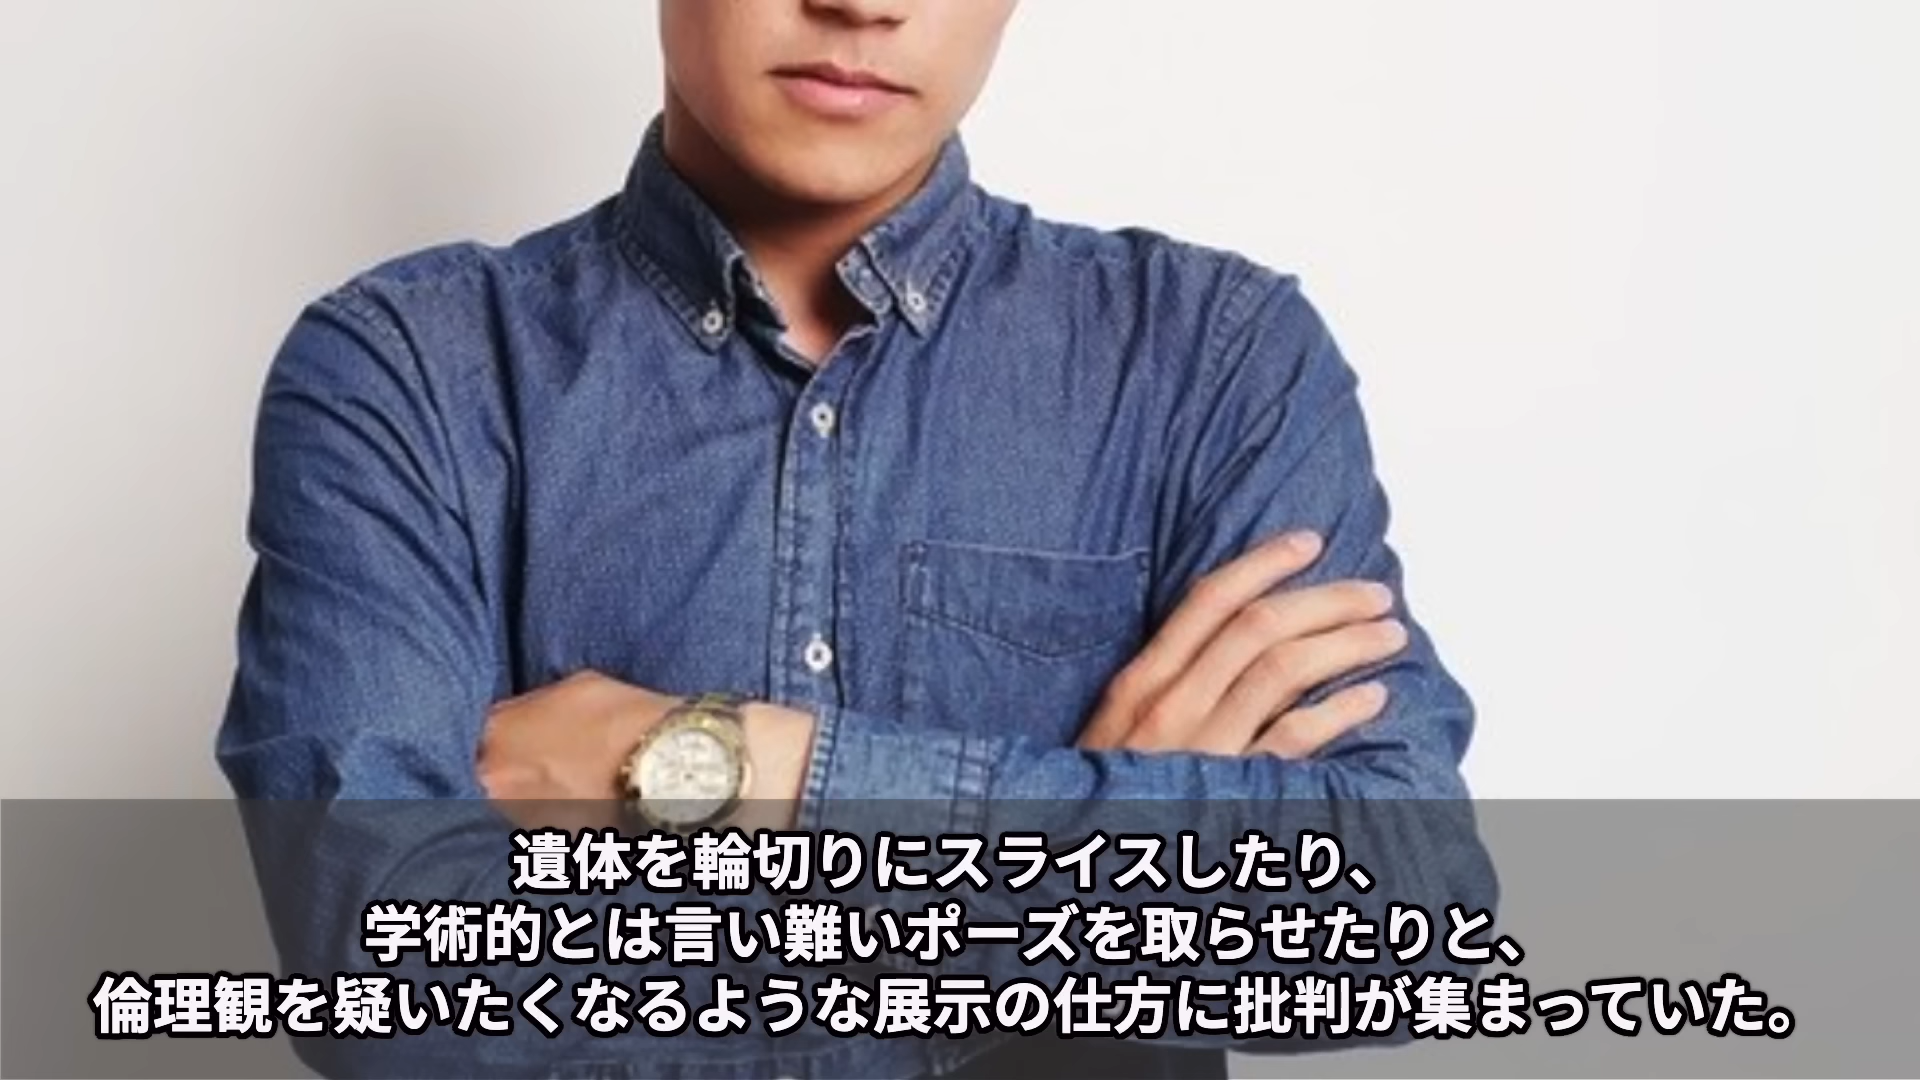 遺体を輪切りにスライスしたり、
学術的とは言い難いポーズを取らせたりと、
倫理観を疑いたくなるような展示の仕方に批判が集まっていた。